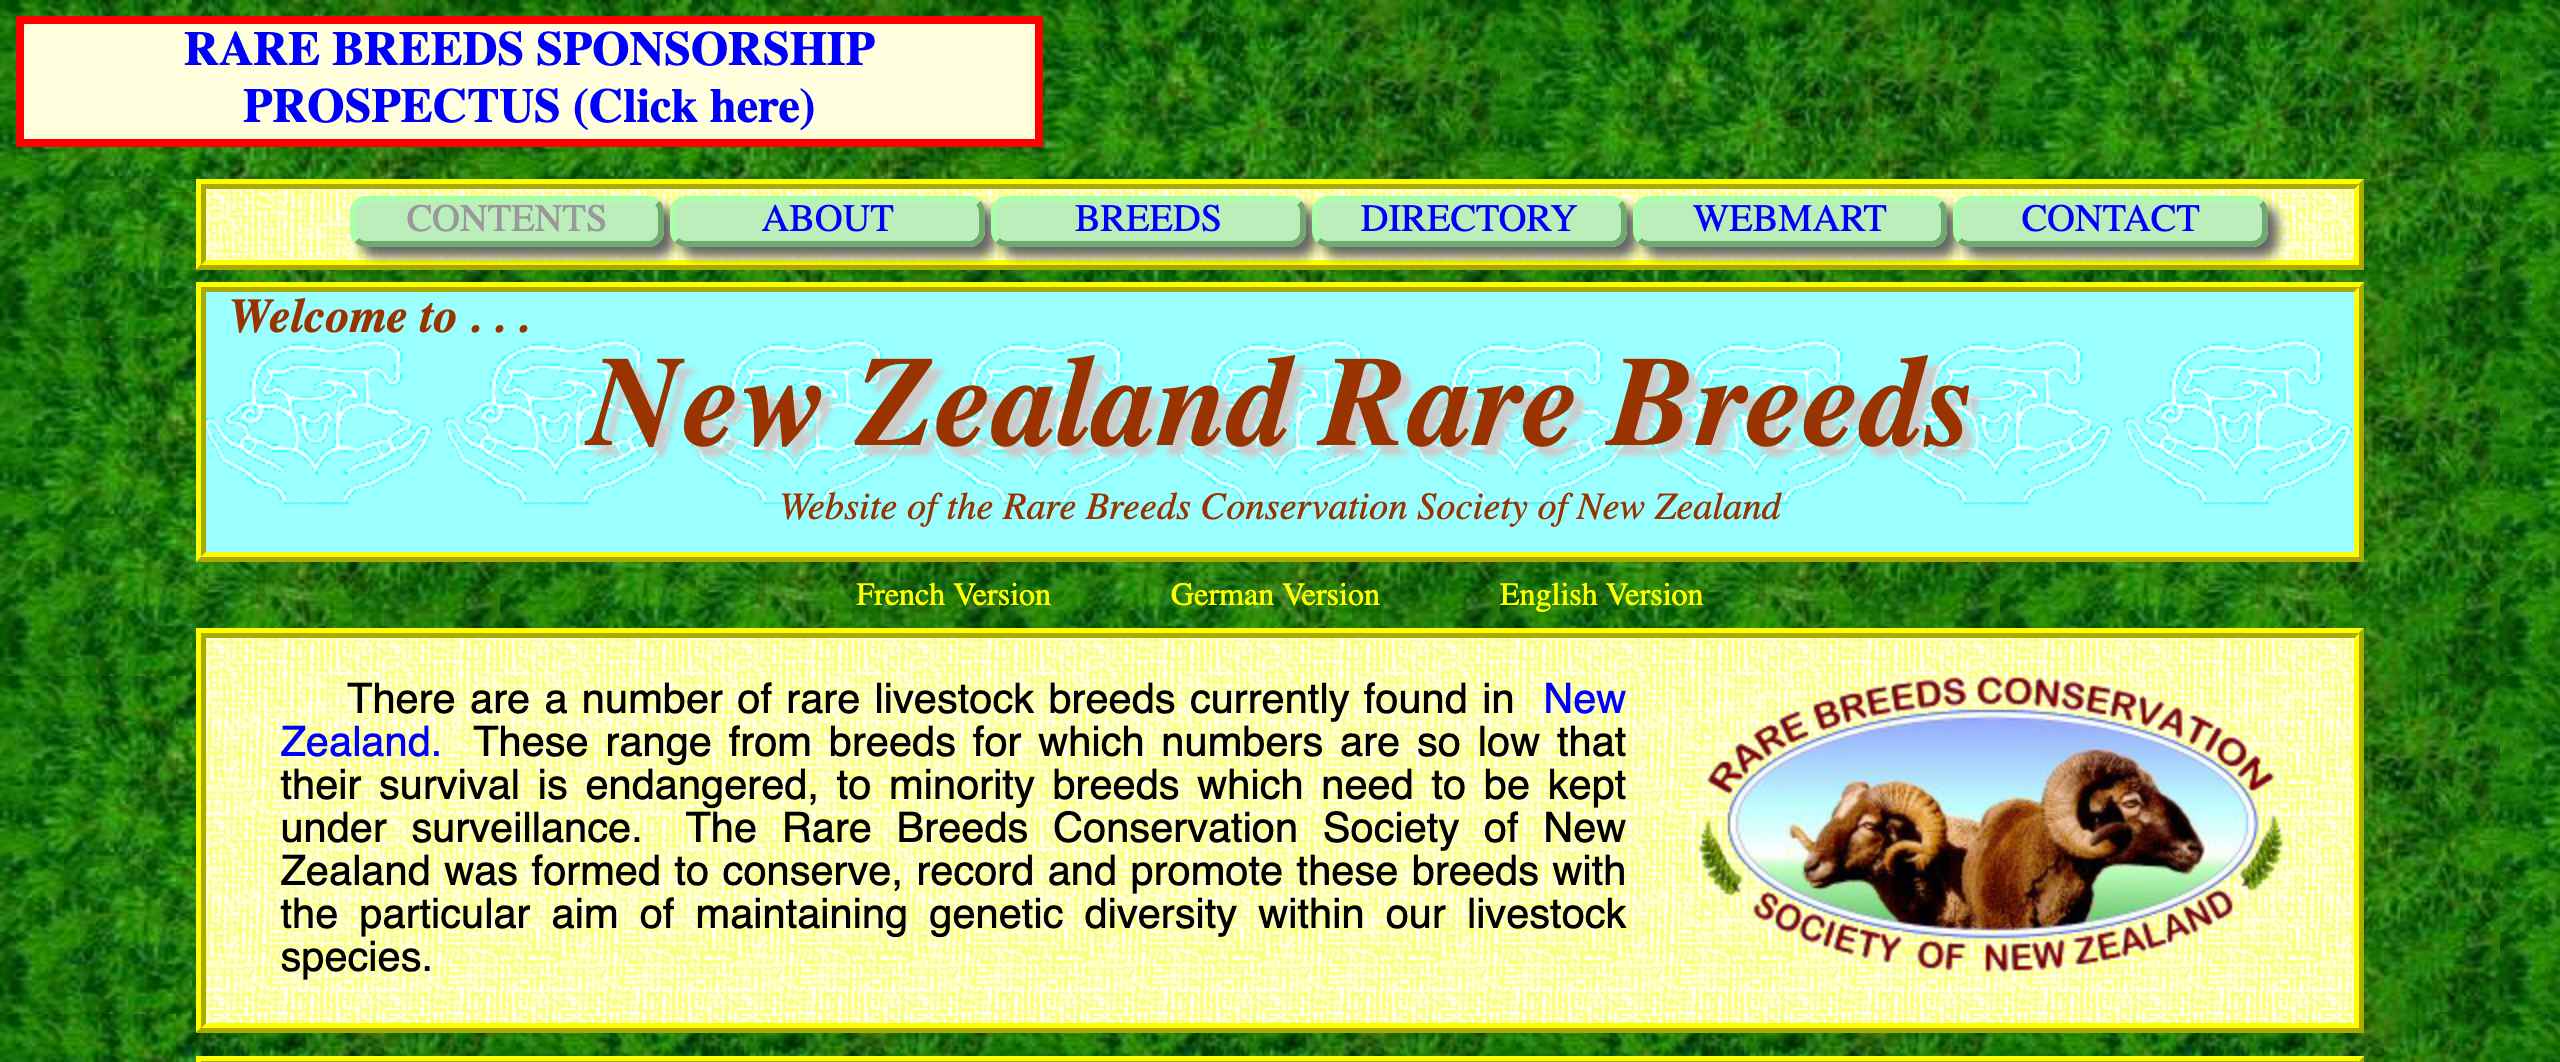 RARE BREEDS SPONSORSHIP
PROSPECTUS (Click here)
CONTENTS ABOUT BREEDS DIRECTORY WEBMART CONTACT
Welcome to . . .
New Zealand Rare Breeds
Website of the Rare Breeds Conservation Society of New Zealand
French Version German Version English Version
There are a number of rare livestock breeds currently found in New
Zealand. These range from breeds for which numbers are so low that
their survival is endangered, to minority breeds which need to be kept
under surveillance. The Rare Breeds Conservation Society of New
Zealand was formed to conserve, record and promote these breeds with
the particular aim of maintaining genetic diversity within our livestock
species.
RARE BREEDS CONSERVATION
SOCIETY OF NEW ZEALAND